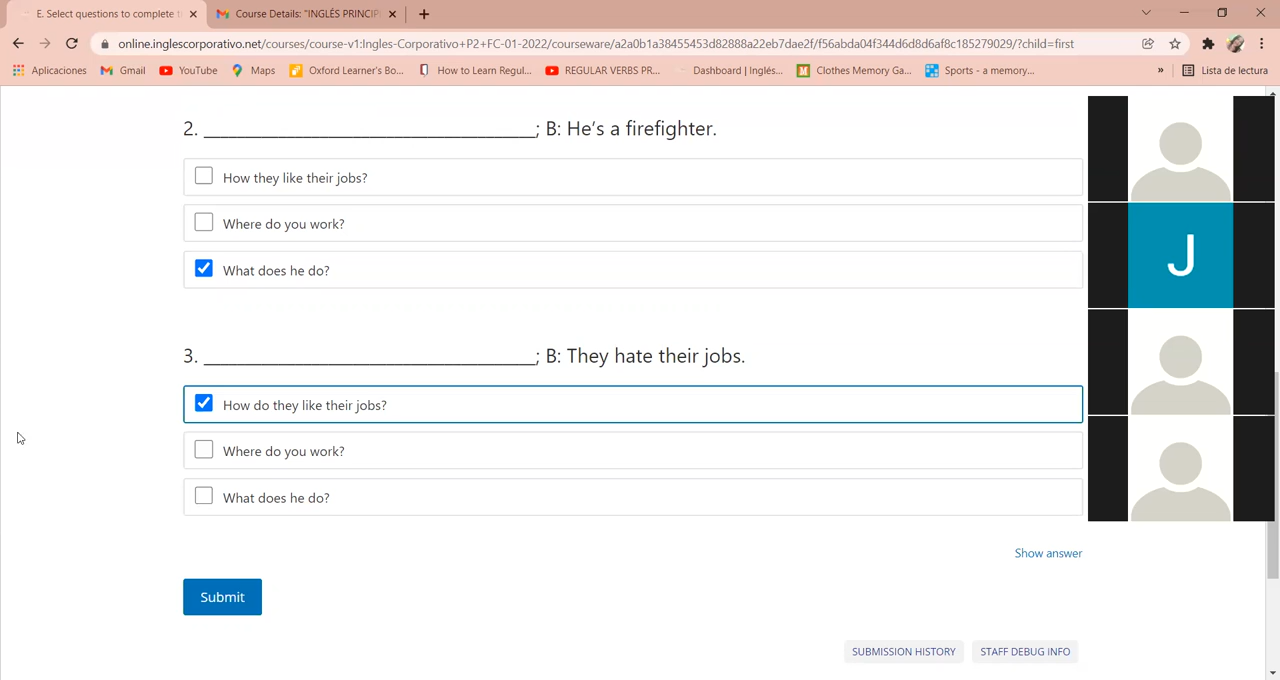 E. Select questions to complete t
Course Details: "INGLÉS PRINCIP
online.inglescorporativo.net/courses/course-v1:Ingles-Corporativo+P2+FC-01-2022/courseware/a2a0b1a38455453d82888a22eb7dae2f/f56abda04f344d6d8d6af8c185279029/?child=first
Aplicaciones Gmail YouTube Maps Oxford Learner's Bo... How to Learn Regul... REGULAR VERBS PR... Dashboard | Inglés... Clothes Memory Ga... Sports - a memory... » Lista de lectura
2. ______________________________________; B: He's a firefighter.
How they like their jobs?
Where do you work?
What does he do?
3. ______________________________________; B: They hate their jobs.
How do they like their jobs?
Where do you work?
What does he do?
Show answer
Submit
SUBMISSION HISTORY STAFF DEBUG INFO
J